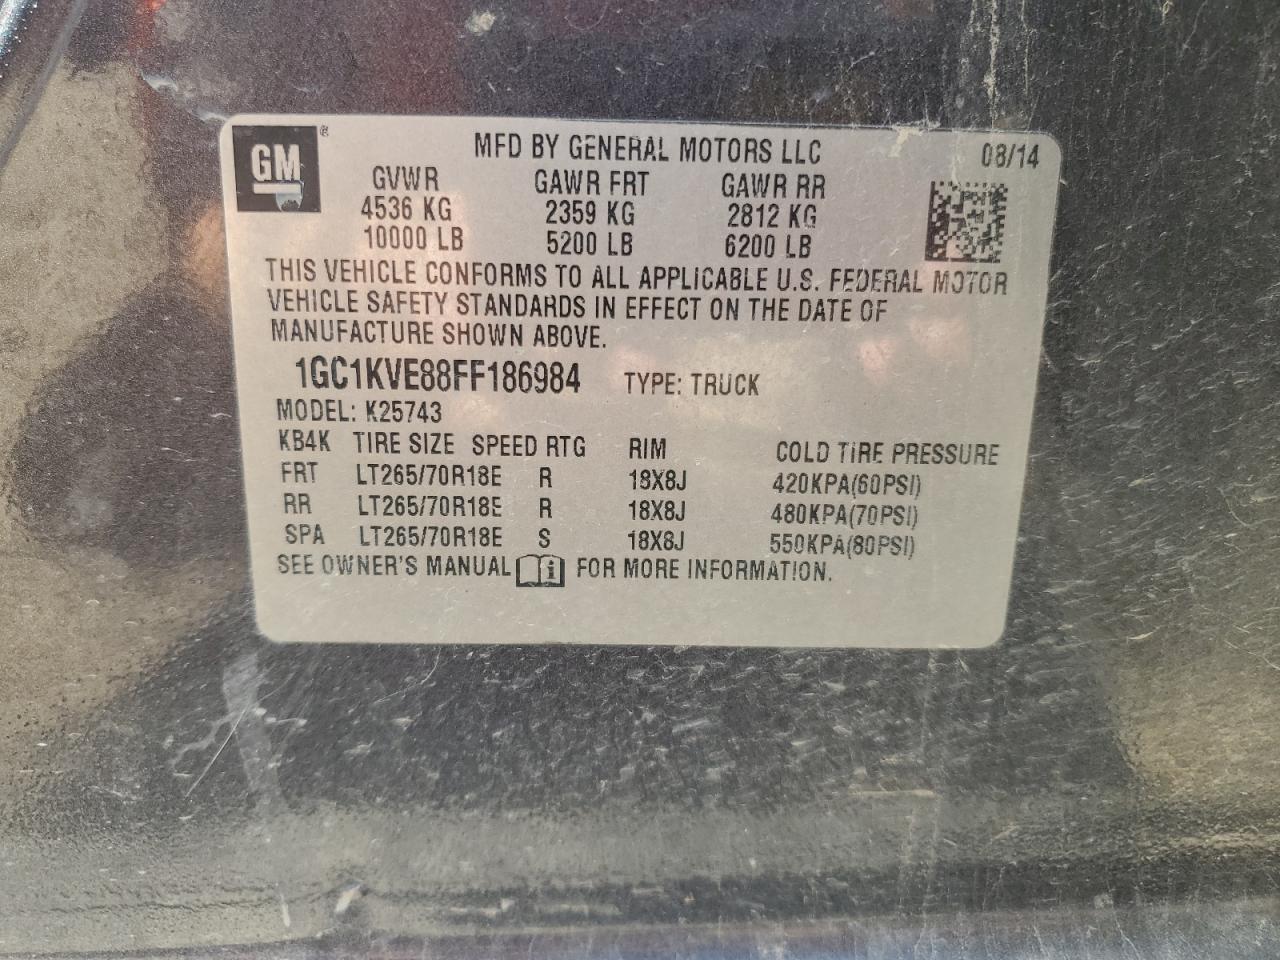 GM®
MFD BY GENERAL MOTORS LLC 08/14
GVWR GAWR FRT GAWR RR
4536 KG 2359 KG 2812 KG
10000 LB 5200 LB 6200 LB
THIS VEHICLE CONFORMS TO ALL APPLICABLE U.S. FEDERAL MOTOR
VEHICLE SAFETY STANDARDS IN EFFECT ON THE DATE OF
MANUFACTURE SHOWN ABOVE.
1GC1KVE88FF186984 TYPE: TRUCK
MODEL: K25743
KB4K TIRE SIZE SPEED RTG RIM COLD TIRE PRESSURE
FRT LT265/70R18E R 18X8J 420KPA(60PSI)
RR LT265/70R18E R 18X8J 480KPA(70PSI)
SPA LT265/70R18E S 18X8J 550KPA(80PSI)
SEE OWNER'S MANUAL i FOR MORE INFORMATION.